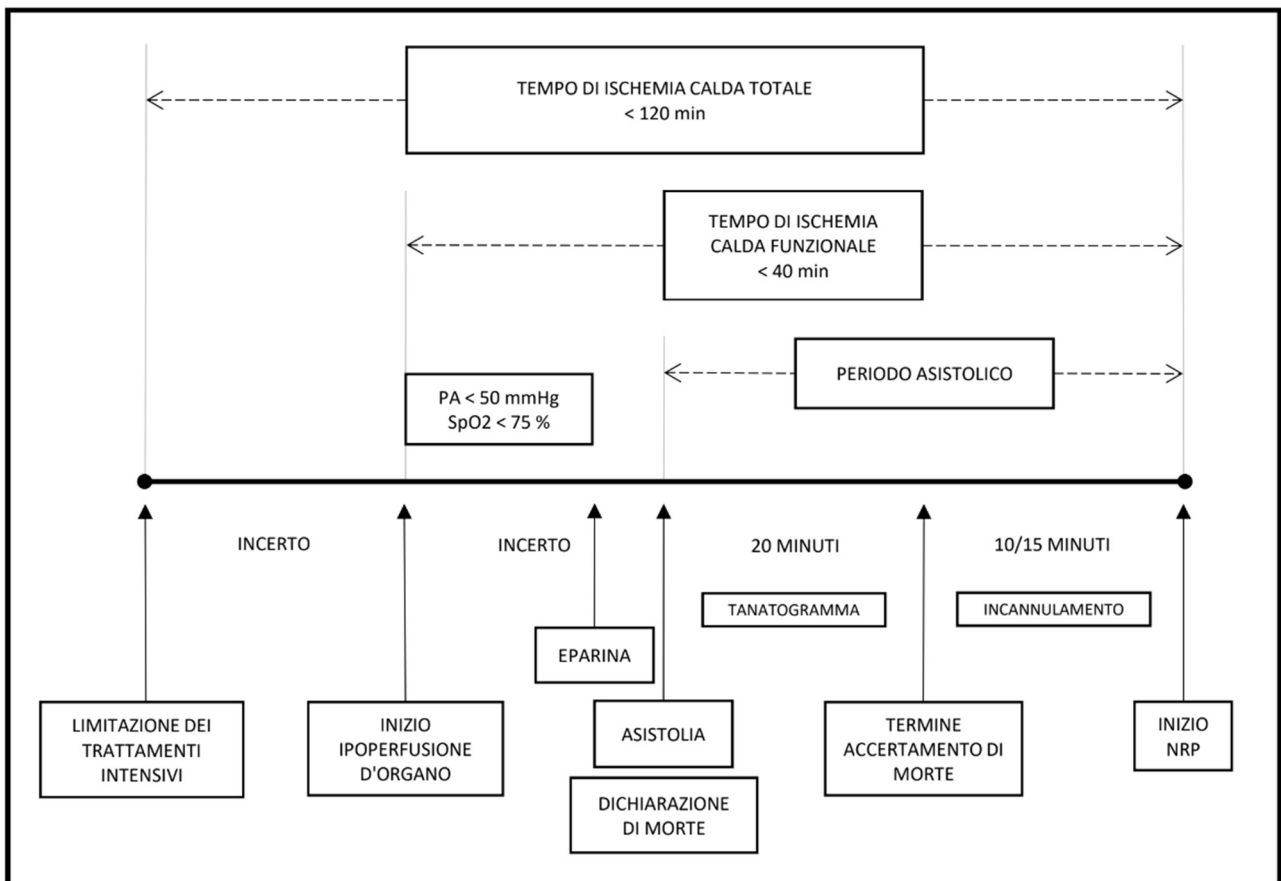 TEMPO DI ISCHEMIA CALDA TOTALE
< 120 min
TEMPO DI ISCHEMIA
CALDA FUNZIONALE
< 40 min
PERIODO ASISTOLICO
PA < 50 mmHg
SpO2 < 75 %
INCERTO
INCERTO
20 MINUTI
10/15 MINUTI
TANATOGRAMMA
INCANNULAMENTO
EPARINA
LIMITAZIONE DEI
TRATTAMENTI
INTENSIVI
INIZIO
IPOPERFUSIONE
D'ORGANO
ASISTOLIA
DICHIARAZIONE
DI MORTE
TERMINE
ACCERTAMENTO DI
MORTE
INIZIO
NRP